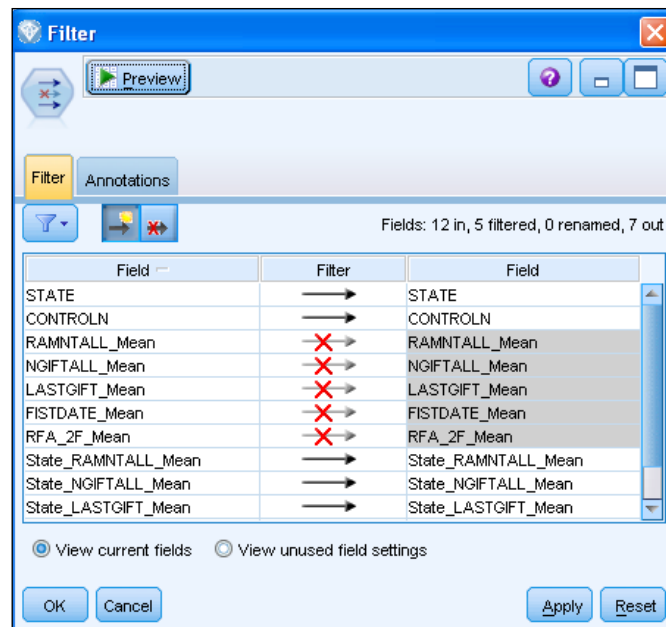 Filter
Preview
Filter
Annotations
Fields: 12 in, 5 filtered, 0 renamed, 7 out
Field Filter Field
STATE STATE
CONTROLN CONTROLN
RAMNTALL_Mean RAMNTALL_Mean
NGIFTALL_Mean NGIFTALL_Mean
LASTGIFT_Mean LASTGIFT_Mean
FISTDATE_Mean FISTDATE_Mean
RFA_2F_Mean RFA_2F_Mean
State_RAMNTALL_Mean State_RAMNTALL_Mean
State_NGIFTALL_Mean State_NGIFTALL_Mean
State_LASTGIFT_Mean State_LASTGIFT_Mean
View current fields View unused field settings
OK Cancel Apply Reset